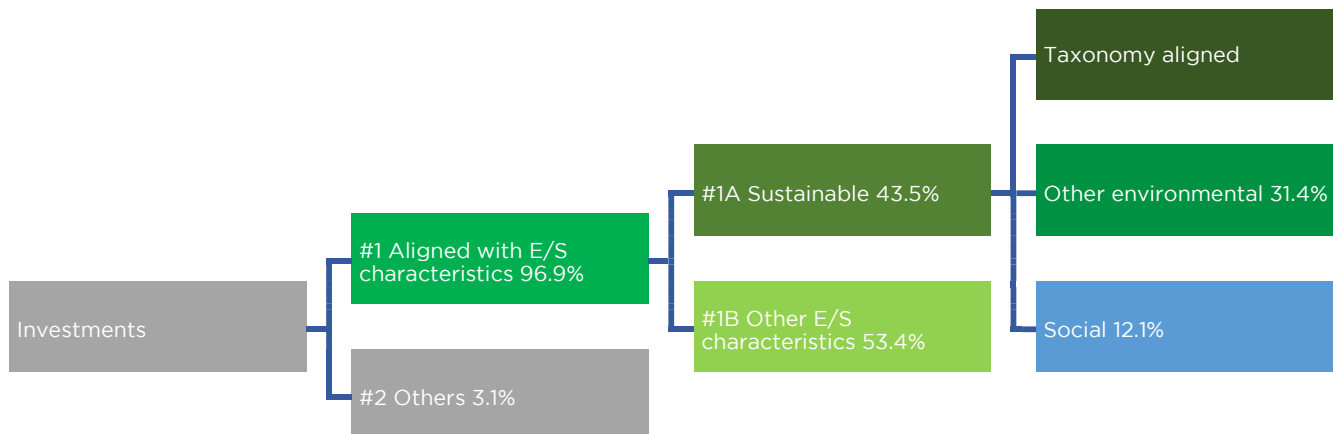 Taxonomy aligned
#1A Sustainable 43.5%
Other environmental 31.4%
#1 Aligned with E/S
characteristics 96.9%
Investments
#1B Other E/S
characteristics 53.4%
Social 12.1%
#2 Others 3.1%